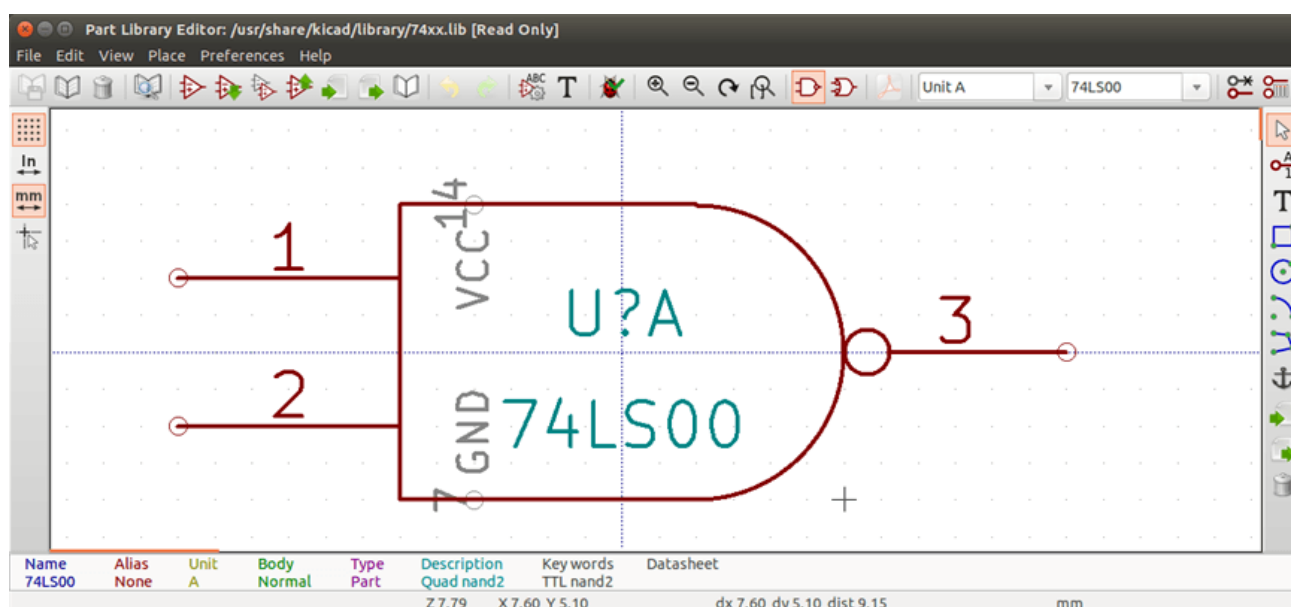 Part Library Editor: /usr/share/kicad/library/74xx.lib [Read Only]
File Edit View Place Preferences Help
ABC T Unit A 74LS00
In
mm
A
1
T
14
VCC
1
U?A
3
2
GND
74LS00
7
Name Alias Unit Body Type Description Keywords Datasheet
74LS00 None A Normal Part Quad nand2 TTL nand2
Z 7.79 X 7.60 Y 5.10 dx 7.60 dy 5.10 dist 9.15 mm